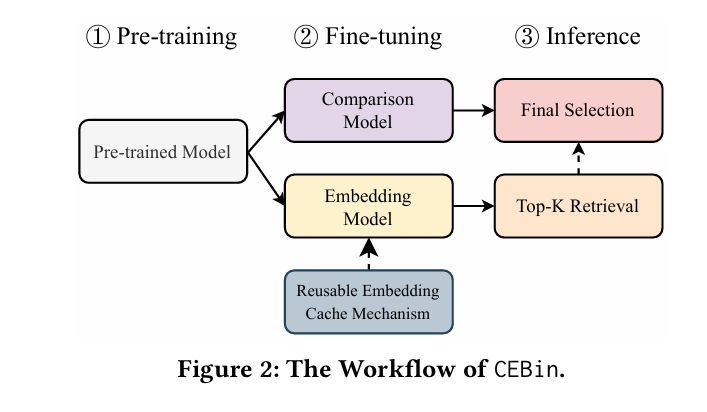 ① Pre-training ② Fine-tuning ③ Inference
Pre-trained Model
Comparison
Model
Final Selection
Embedding
Model
Top-K Retrieval
Reusable Embedding
Cache Mechanism
Figure 2: The Workflow of CEBin.